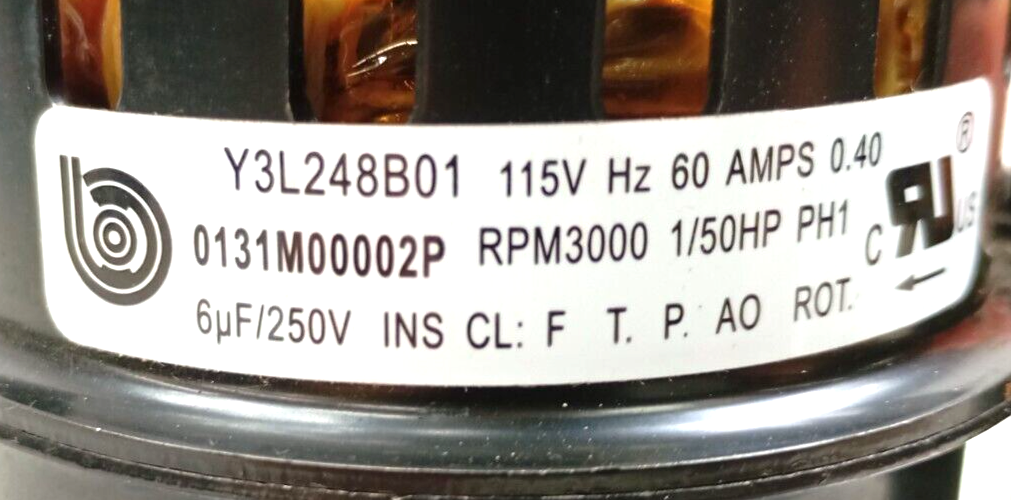 Y3L248B01 115V Hz 60 AMPS 0.40
0131M00002P RPM3000 1/50HP PH1
C RU US ®
6µF/250V INS CL: F T. P. AO ROT. ←